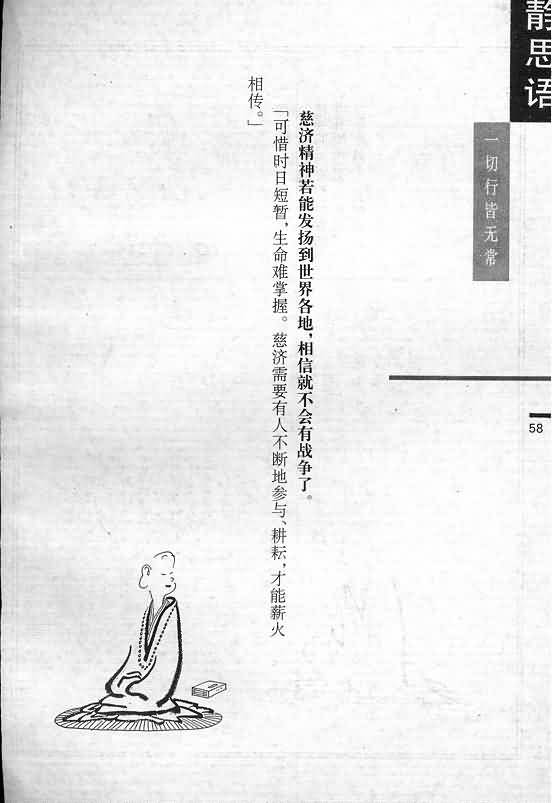 静思语
一切行皆无常
58
慈济精神若能发扬到世界各地，相信就不会有战争了。
「可惜时日短暂，生命难掌握。慈济需要有人不断地参与、耕耘，才能薪火
相传。」